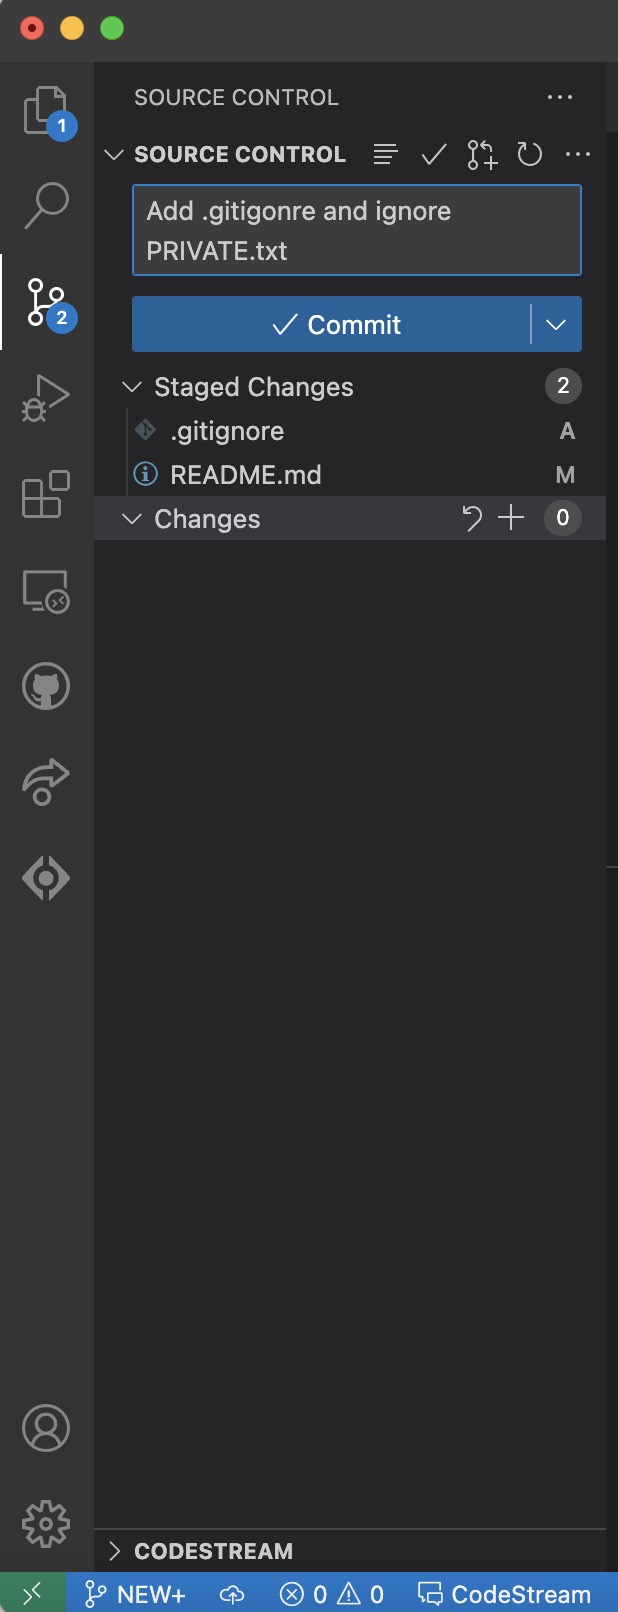 SOURCE CONTROL
SOURCE CONTROL
Add .gitigonre and ignore
PRIVATE.txt
Commit
Staged Changes 2
.gitignore A
README.md M
Changes 0
1
2
CODESTREAM
NEW+ 0 0 CodeStream